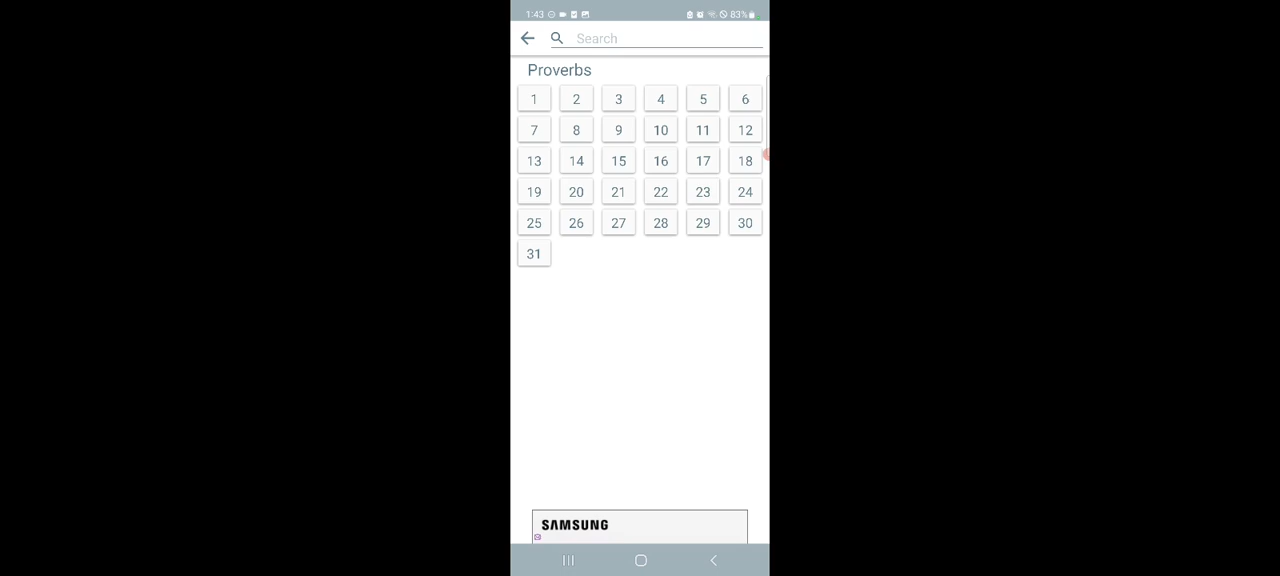 1:43 83%
Search
Proverbs
1 2 3 4 5 6
7 8 9 10 11 12
13 14 15 16 17 18
19 20 21 22 23 24
25 26 27 28 29 30
31
SAMSUNG